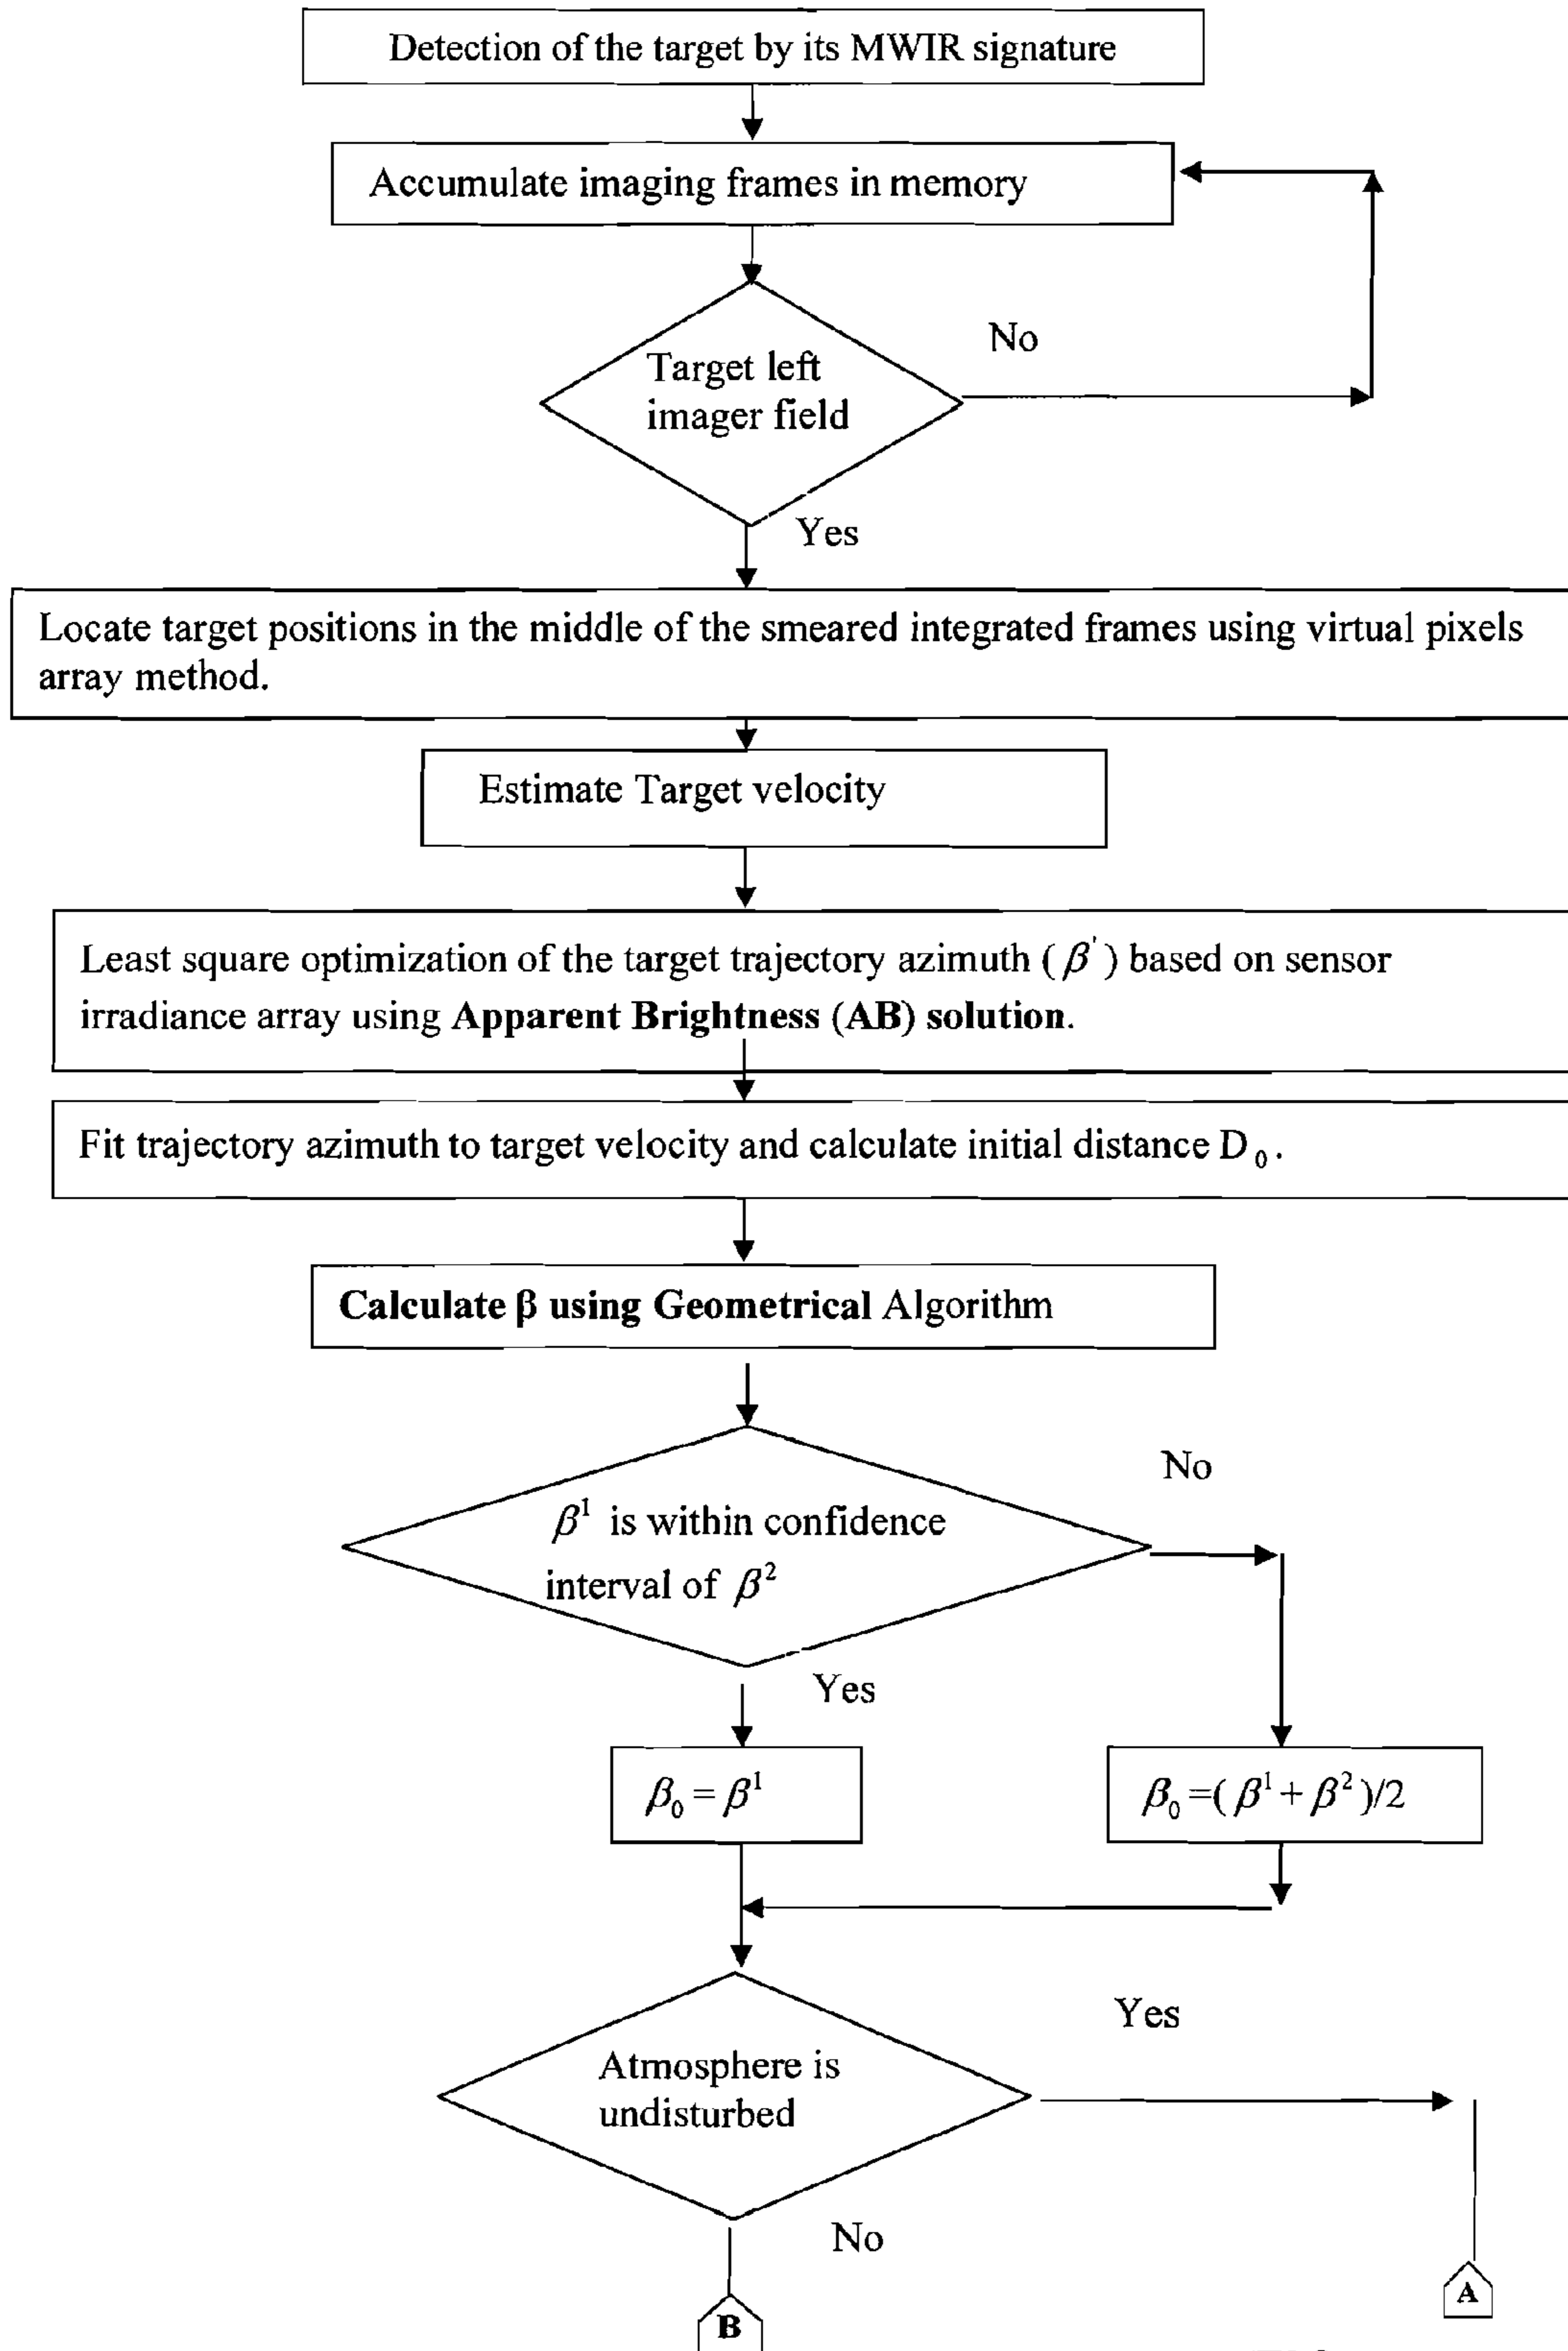 Detection of the target by its MWIR signature
Accumulate imaging frames in memory
No
Target left
imager field
Yes
Locate target positions in the middle of the smeared integrated frames using virtual pixels
array method.
Estimate Target velocity
Least square optimization of the target trajectory azimuth ( β ' ) based on sensor
irradiance array using Apparent Brightness (AB) solution.
Fit trajectory azimuth to target velocity and calculate initial distance D₀.
Calculate β using Geometrical Algorithm
No
β¹ is within confidence
interval of β²
Yes
β₀ = β¹
β₀ =( β¹ + β² )/2
Yes
Atmosphere is
undisturbed
No
A
B